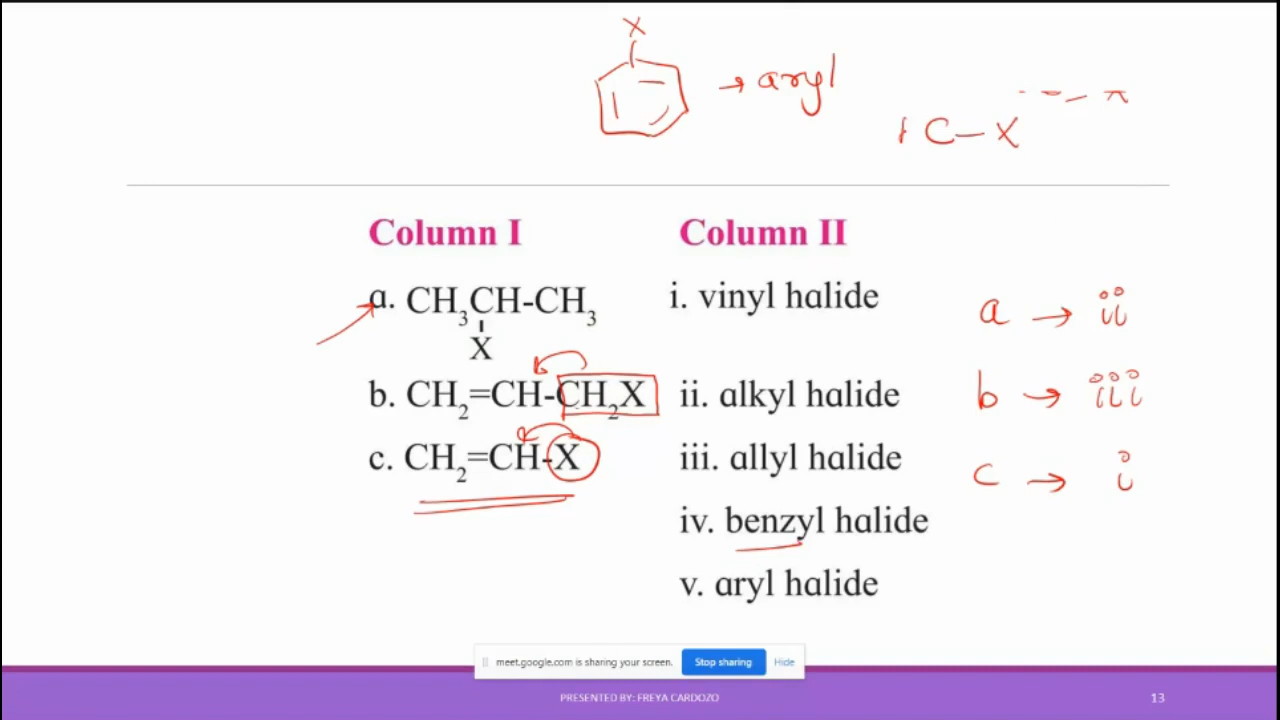 X
→ aryl
C-X
Column I Column II
a. CH3CH-CH3 i. vinyl halide a → ii
X
b. CH2=CH-CH2X ii. alkyl halide b → iii
c. CH2=CH-X iii. allyl halide c → i
iv. benzyl halide
v. aryl halide
meet.google.com is sharing your screen. Stop sharing Hide
PRESENTED BY: FREYA CARDOZO 13